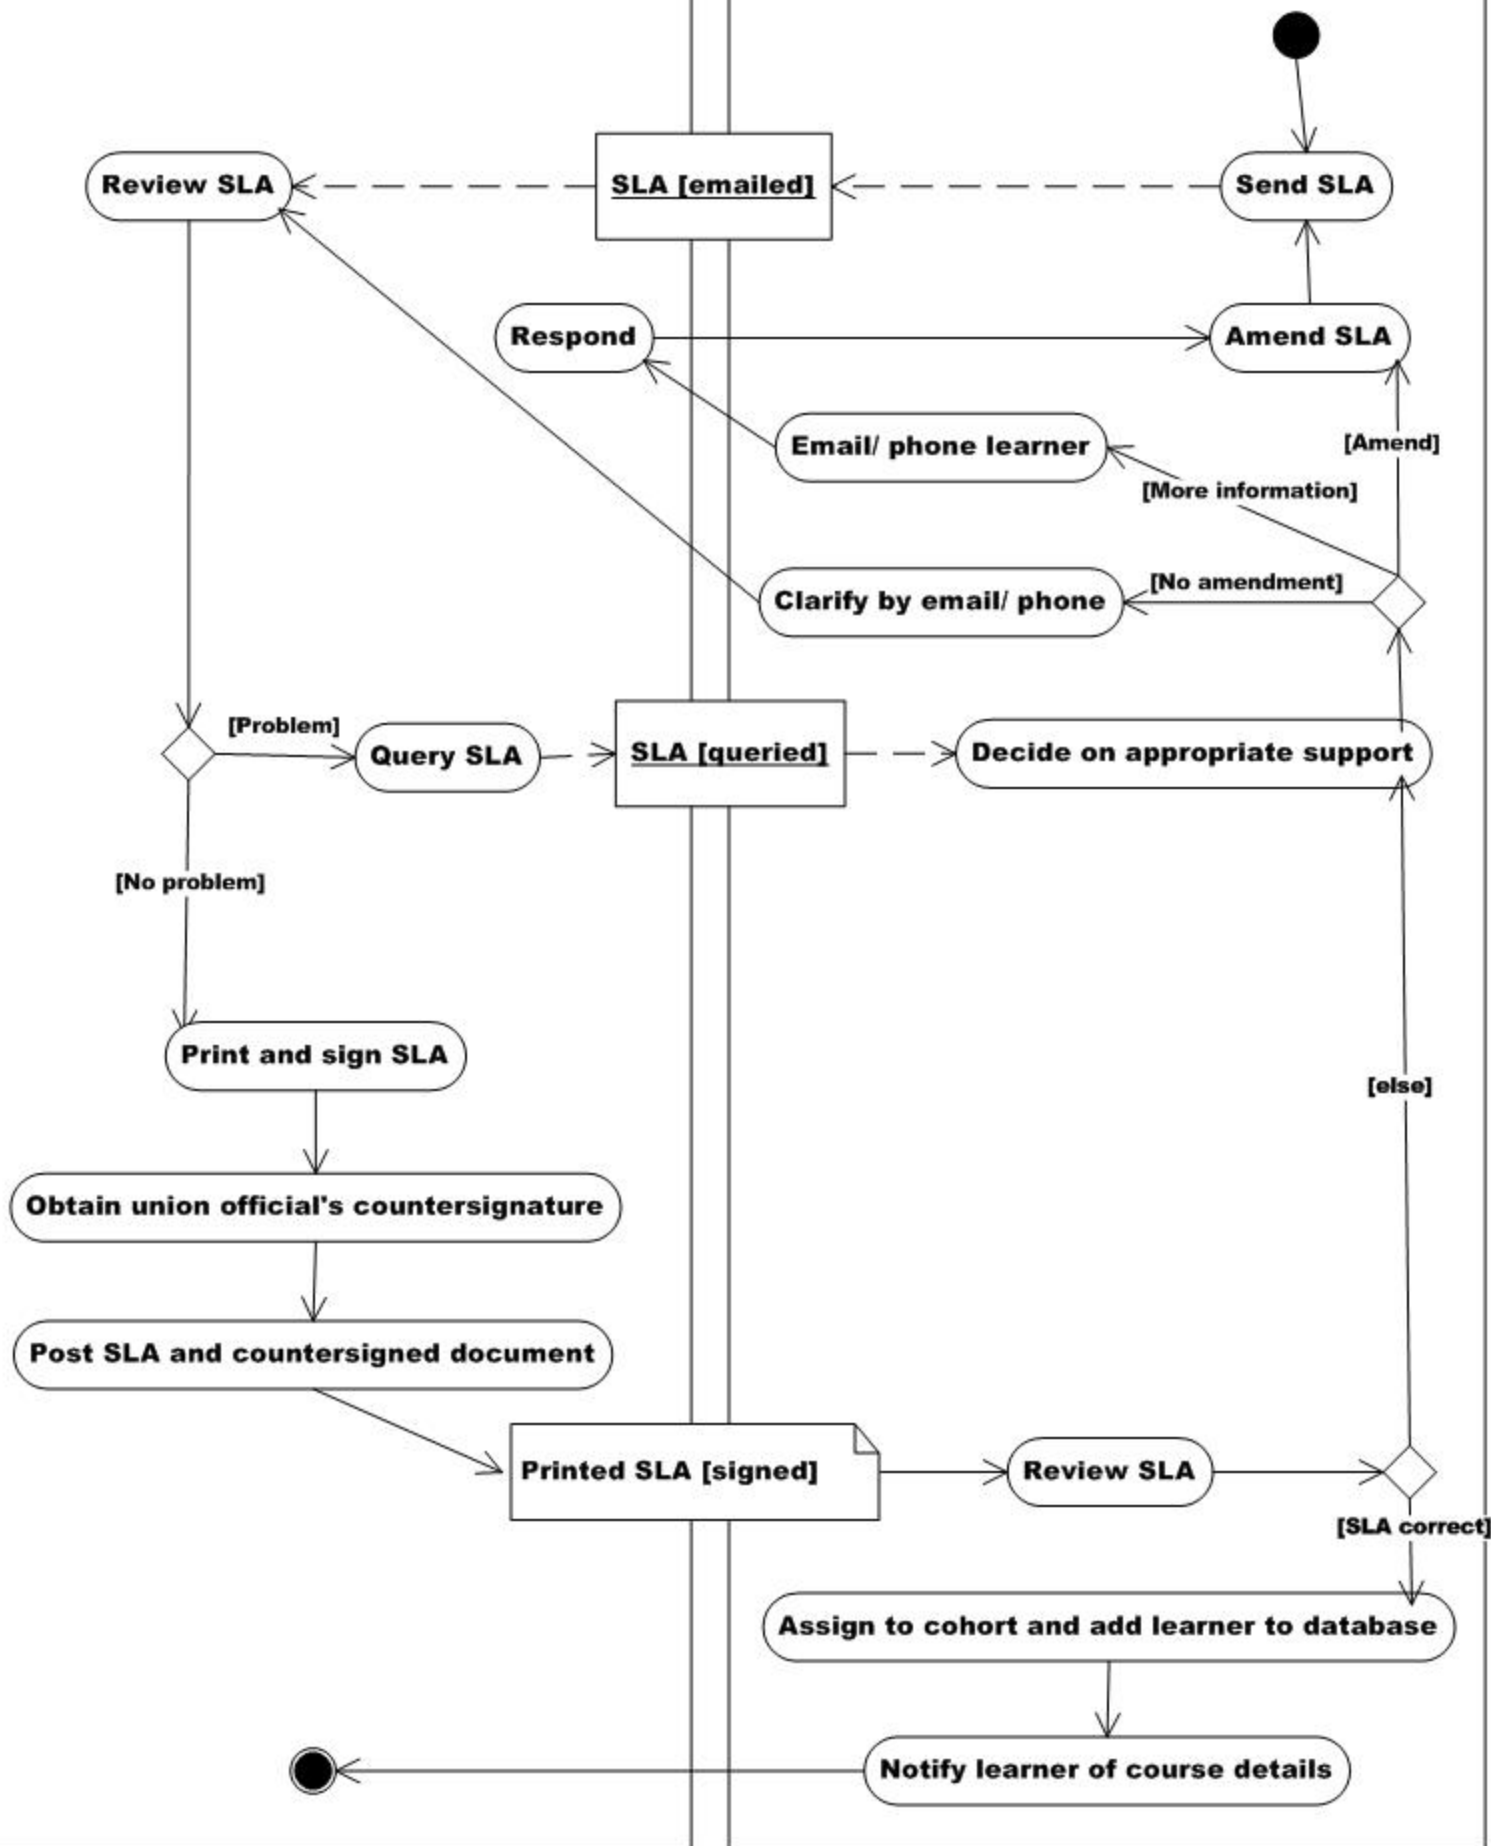 Review SLA
SLA [emailed]
Send SLA
Respond
Amend SLA
[Amend]
Email/ phone learner
[More information]
[No amendment]
Clarify by email/ phone
[Problem]
Query SLA
SLA [queried]
Decide on appropriate support
[No problem]
Print and sign SLA
[else]
Obtain union official's countersignature
Post SLA and countersigned document
Printed SLA [signed]
Review SLA
[SLA correct]
Assign to cohort and add learner to database
Notify learner of course details